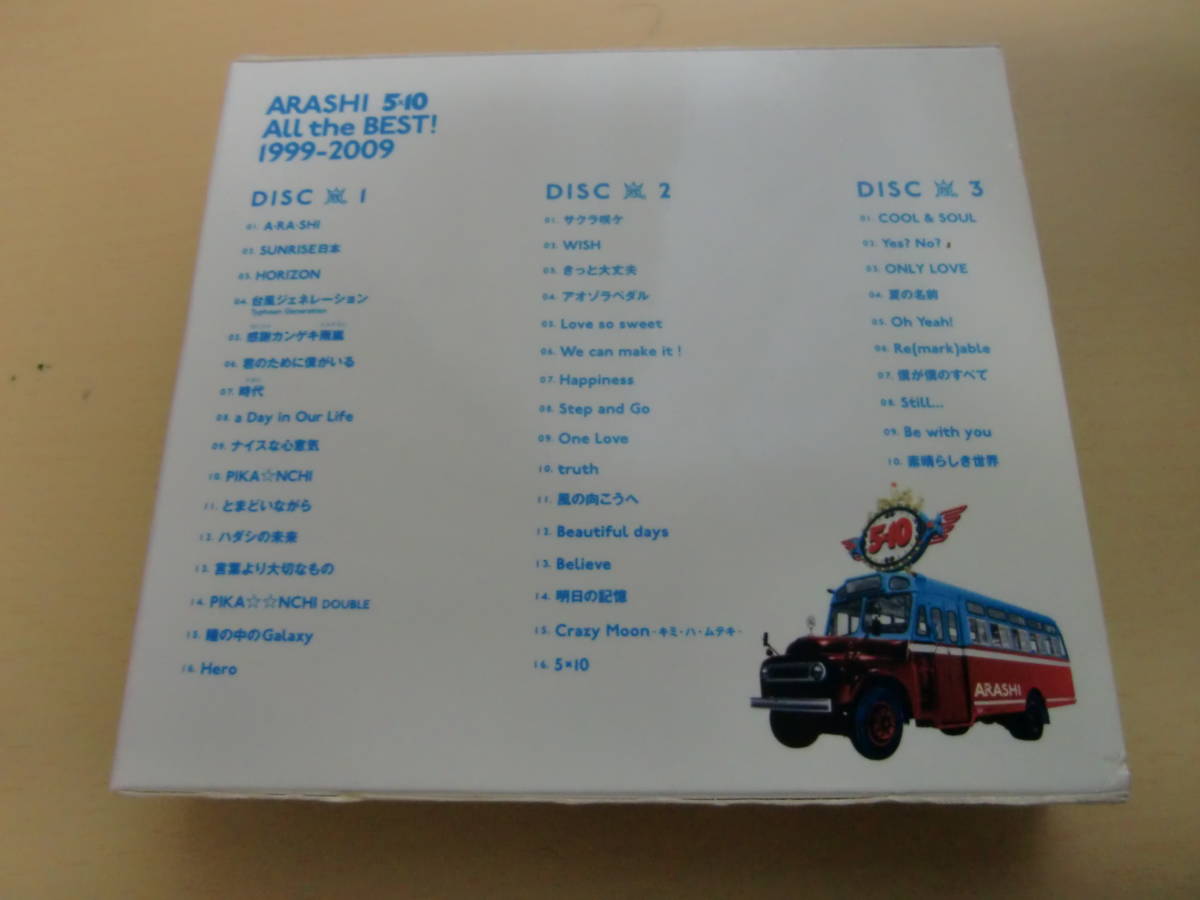 ARASHI 5×10
All the BEST!
1999-2009
DISC 1
01. A・RA・SHI
02. SUNRISE日本
03. HORIZON
04. 台風ジェネレーション
Typhoon Generation
05. 感謝カンゲキ雨嵐
06. 君のために僕がいる
07. 時代
08. a Day in Our Life
09. ナイスな心意気
10. PIKA☆NCHI
11. とまどいながら
12. ハダシの未来
13. 言葉より大切なもの
14. PIKA☆☆NCHI DOUBLE
15. 瞳の中のGalaxy
16. Hero
DISC 2
01. サクラ咲ケ
02. WISH
03. きっと大丈夫
04. アオゾラペダル
05. Love so sweet
06. We can make it!
07. Happiness
08. Step and Go
09. One Love
10. truth
11. 風の向こうへ
12. Beautiful days
13. Believe
14. 明日の記憶
15. Crazy Moon -キミ・ハ・ムテキ-
16. 5×10
DISC 3
01. COOL & SOUL
02. Yes? No?
03. ONLY LOVE
04. 夏の名前
05. Oh Yeah!
06. Re(mark)able
07. 僕が僕のすべて
08. Still...
09. Be with you
10. 素晴らしき世界
5×10
ARASHI